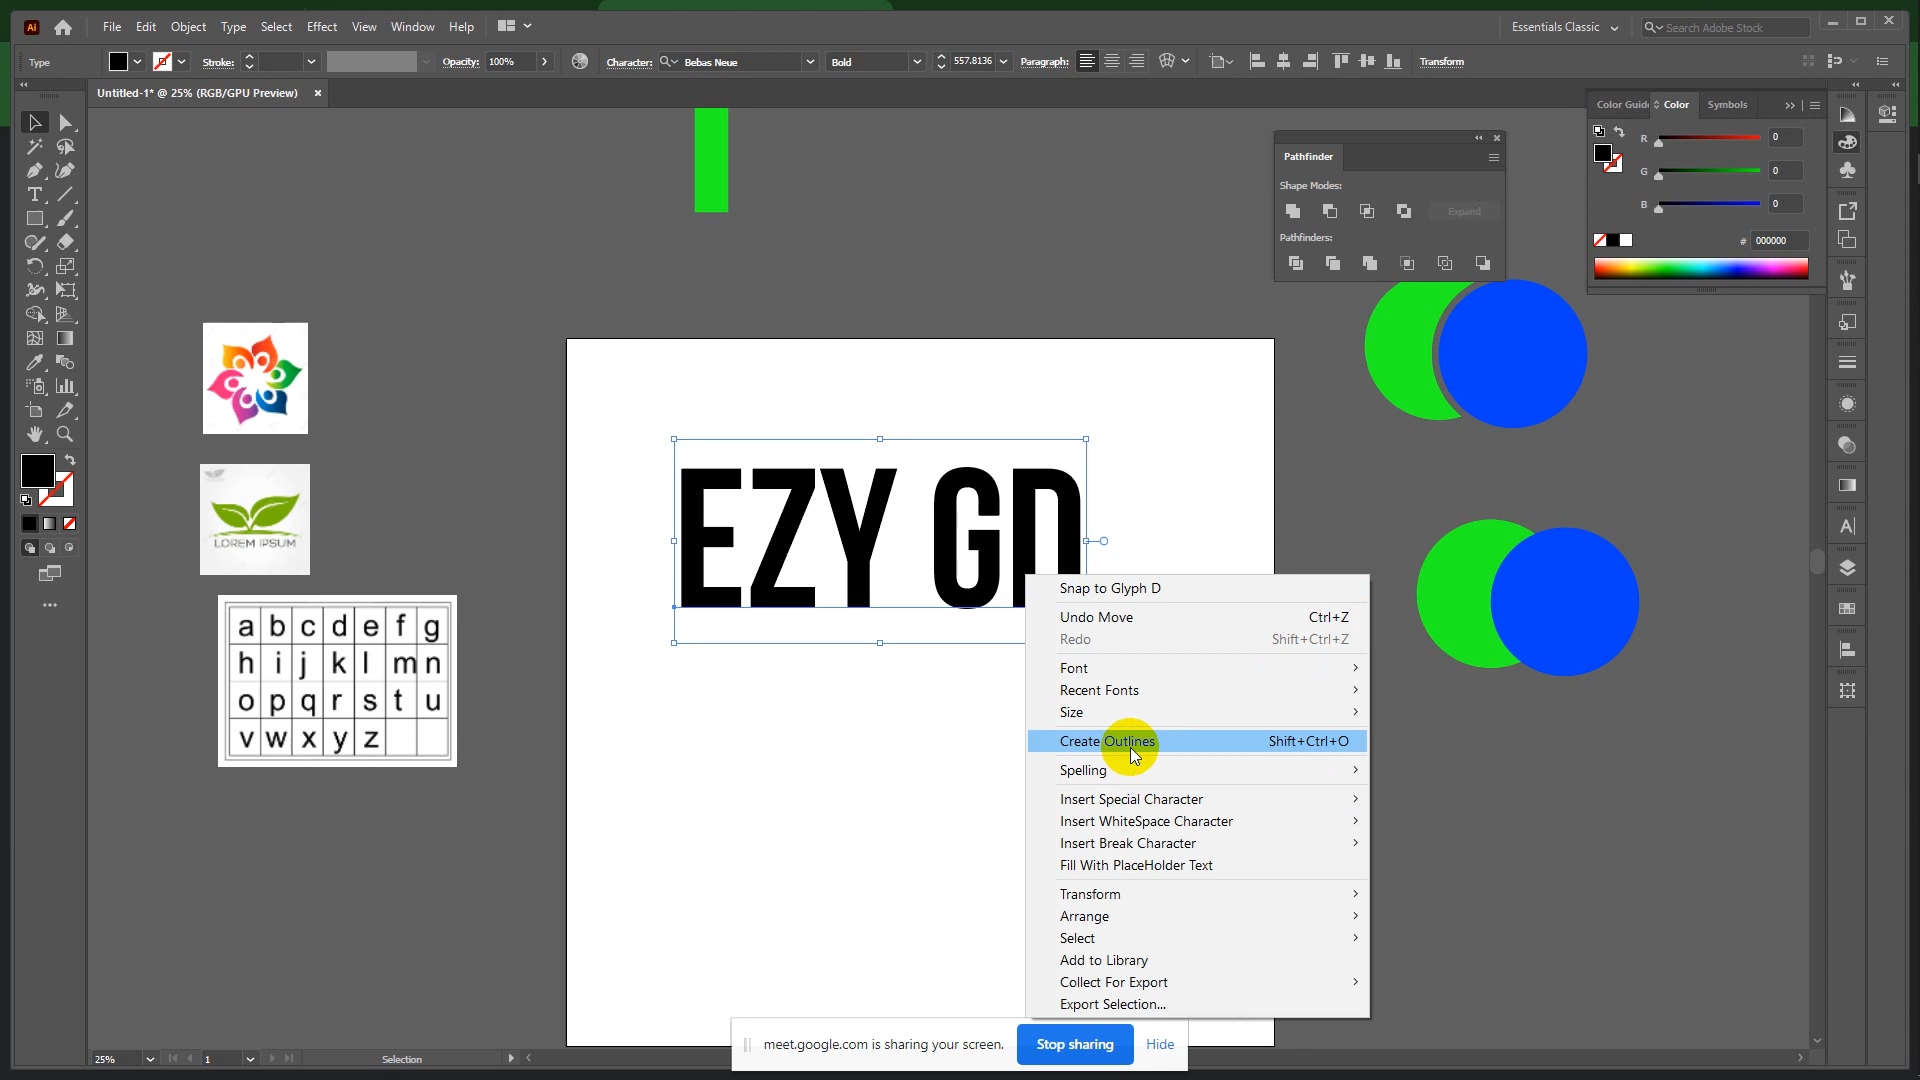 Ai File Edit Object Type Select Effect View Window Help Essentials Classic Search Adobe Stock
Type Stroke: Opacity: 100% Character: Bebas Neue Bold 557.8136 Paragraph: Transform
Untitled-1* @ 25% (RGB/GPU Preview)
Color Guide Color Symbols
R 0
G 0
B 0
# 000000
Pathfinder
Shape Modes:
Expand
Pathfinders:
LOREM IPSUM
a b c d e f g
h i j k l m n
o p q r s t u
v w x y z
EZY GD
Snap to Glyph D
Undo Move Ctrl+Z
Redo Shift+Ctrl+Z
Font
Recent Fonts
Size
Create Outlines Shift+Ctrl+O
Spelling
Insert Special Character
Insert WhiteSpace Character
Insert Break Character
Fill With PlaceHolder Text
Transform
Arrange
Select
Add to Library
Collect For Export
Export Selection...
meet.google.com is sharing your screen. Stop sharing Hide
25% 1 Selection